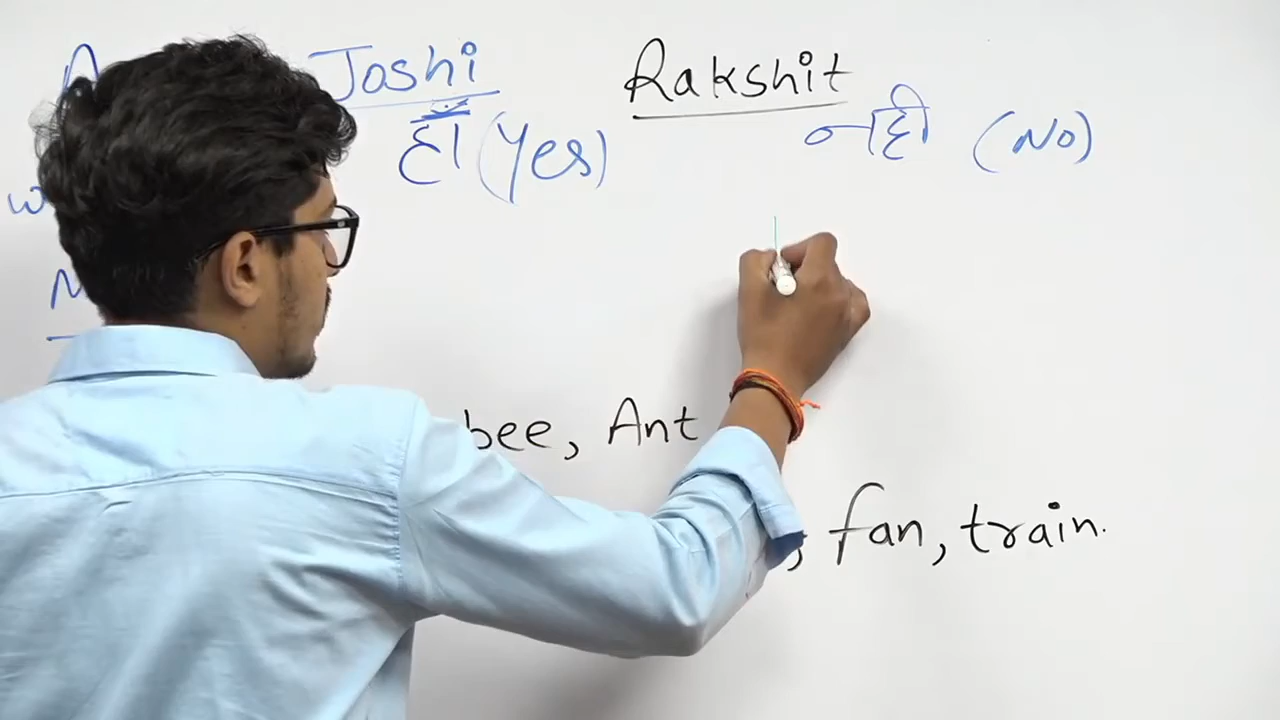 A Joshi Rakshit
हाँ (Yes) नही (No)
w
N
bee, Ant
, fan, train.